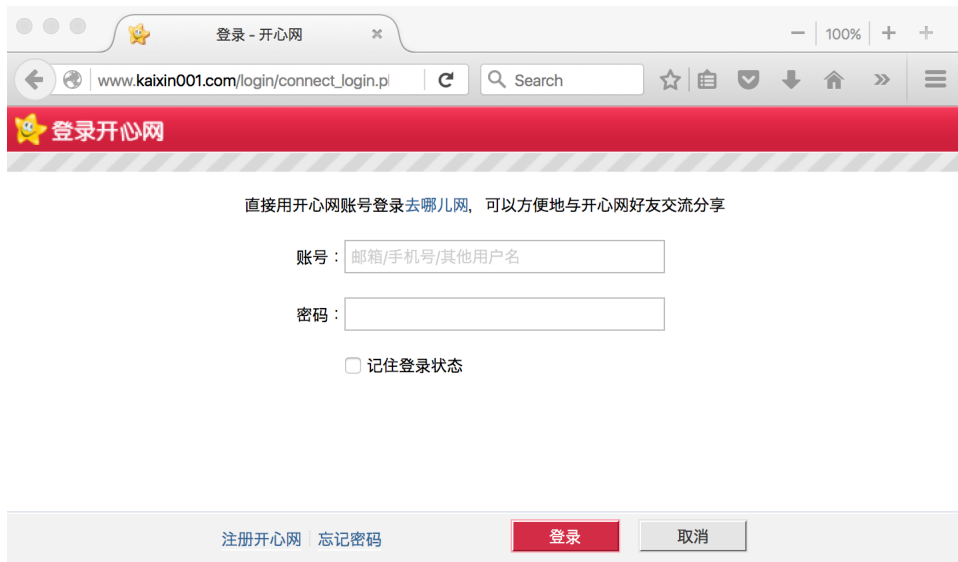 登录 - 开心网
100%
www.kaixin001.com/login/connect_login.p
Search
登录开心网
直接用开心网账号登录去哪儿网，可以方便地与开心网好友交流分享
账号：邮箱/手机号/其他用户名
密码：
记住登录状态
注册开心网 忘记密码 登录 取消